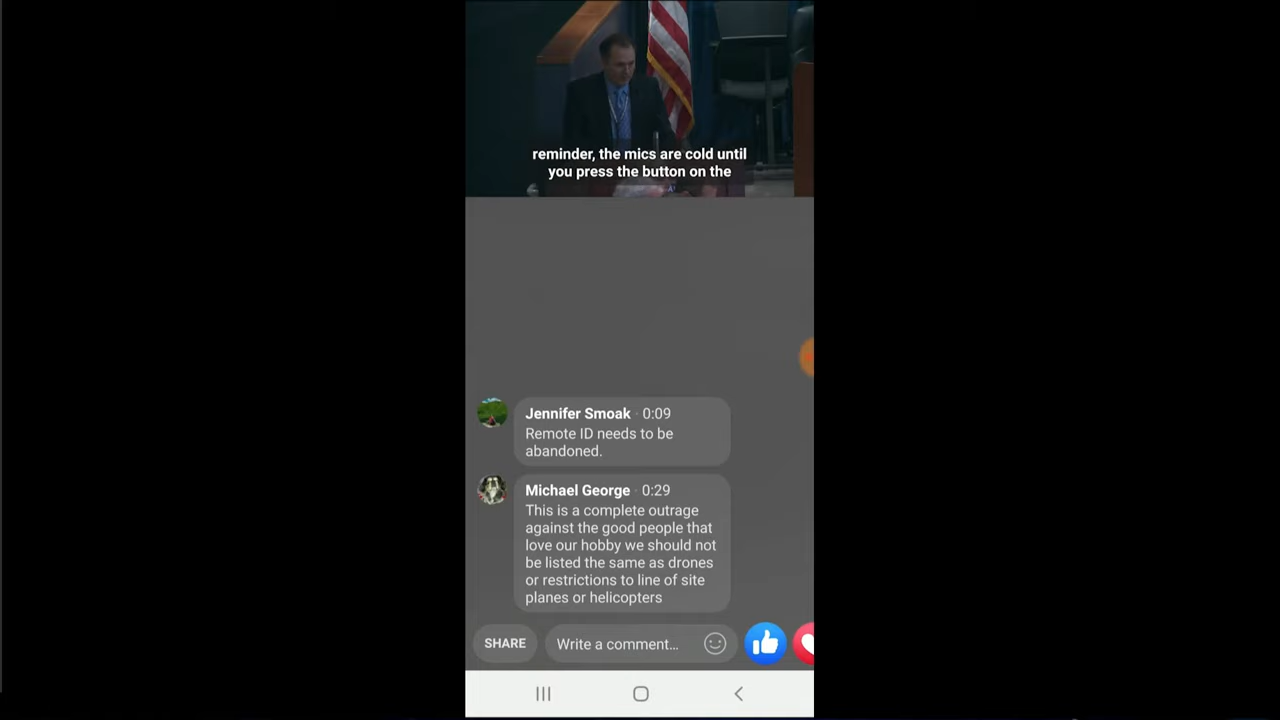 reminder, the mics are cold until
you press the button on the
Jennifer Smoak · 0:09
Remote ID needs to be
abandoned.
Michael George · 0:29
This is a complete outrage
against the good people that
love our hobby we should not
be listed the same as drones
or restrictions to line of site
planes or helicopters
SHARE
Write a comment...